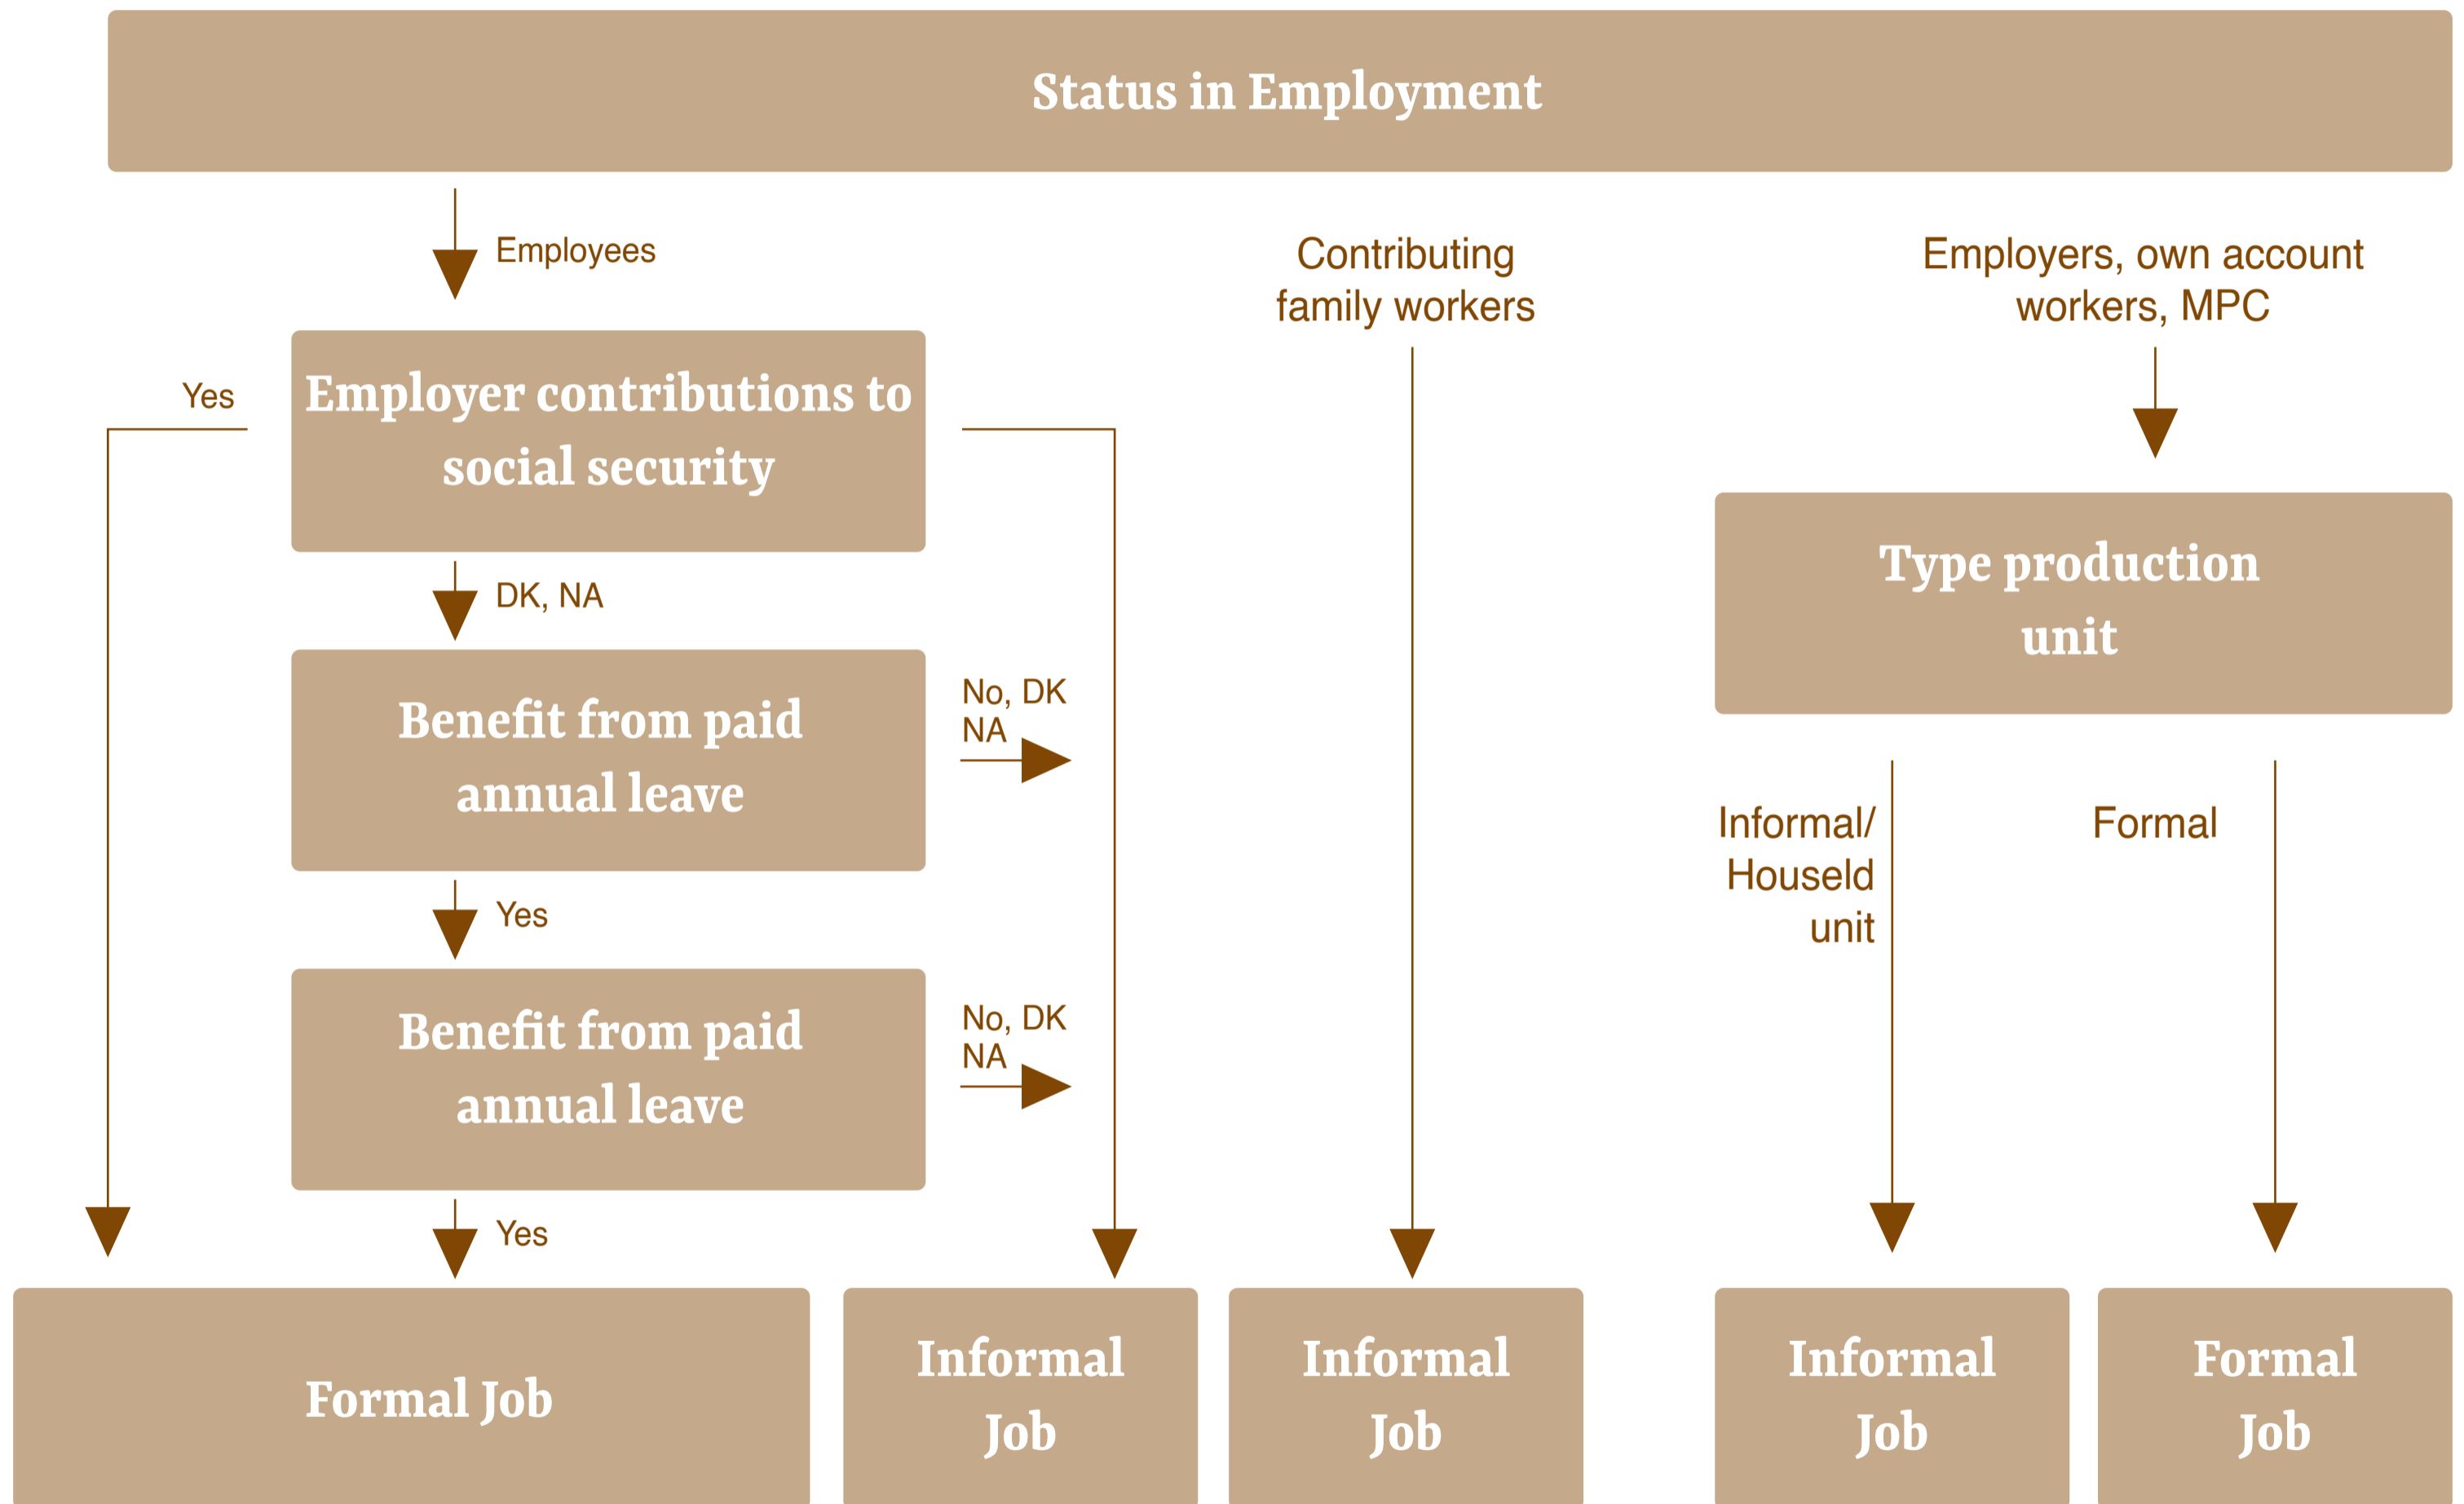 Status in Employment
Employees
Contributing
family workers
Employers, own account
workers, MPC
Yes
Employer contributions to
social security
DK, NA
Type production
unit
Benefit from paid
annual leave
No, DK
NA
Informal/
Houseld
unit
Formal
Yes
Benefit from paid
annual leave
No, DK
NA
Yes
Formal Job
Informal
Job
Informal
Job
Informal
Job
Formal
Job